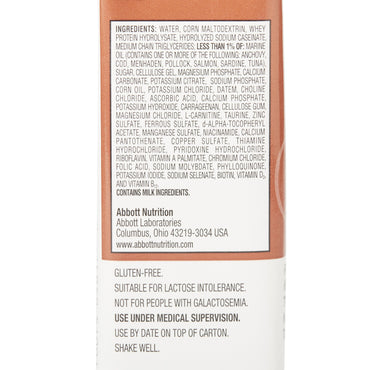 INGREDIENTS: WATER, CORN MALTODEXTRIN, WHEY
PROTEIN HYDROLYSATE, HYDROLYZED SODIUM CASEINATE,
MEDIUM CHAIN TRIGLYCERIDES. LESS THAN 1% OF: MARINE
OIL (CONTAINS ONE OR MORE OF THE FOLLOWING: ANCHOVY,
COD, MENHADEN, POLLOCK, SALMON, SARDINE, TUNA),
SUGAR, CELLULOSE GEL, MAGNESIUM PHOSPHATE, CALCIUM
CARBONATE, POTASSIUM CITRATE, SODIUM PHOSPHATE,
CORN OIL, POTASSIUM CHLORIDE, DATEM, CHOLINE
CHLORIDE, ASCORBIC ACID, CALCIUM PHOSPHATE,
POTASSIUM HYDROXIDE, CARRAGEENAN, CELLULOSE GUM,
MAGNESIUM CHLORIDE, L-CARNITINE, TAURINE, ZINC
SULFATE, FERROUS SULFATE, d-ALPHA-TOCOPHERYL
ACETATE, MANGANESE SULFATE, NIACINAMIDE, CALCIUM
PANTOTHENATE, COPPER SULFATE, THIAMINE
HYDROCHLORIDE, PYRIDOXINE HYDROCHLORIDE,
RIBOFLAVIN, VITAMIN A PALMITATE, CHROMIUM CHLORIDE,
FOLIC ACID, SODIUM MOLYBDATE, PHYLLOQUINONE,
POTASSIUM IODIDE, SODIUM SELENATE, BIOTIN, VITAMIN D₃,
AND VITAMIN B₁₂.
CONTAINS MILK INGREDIENTS.
Abbott Nutrition
Abbott Laboratories
Columbus, Ohio 43219-3034 USA
www.abbottnutrition.com
GLUTEN-FREE.
SUITABLE FOR LACTOSE INTOLERANCE.
NOT FOR PEOPLE WITH GALACTOSEMIA.
USE UNDER MEDICAL SUPERVISION.
USE BY DATE ON TOP OF CARTON.
SHAKE WELL.